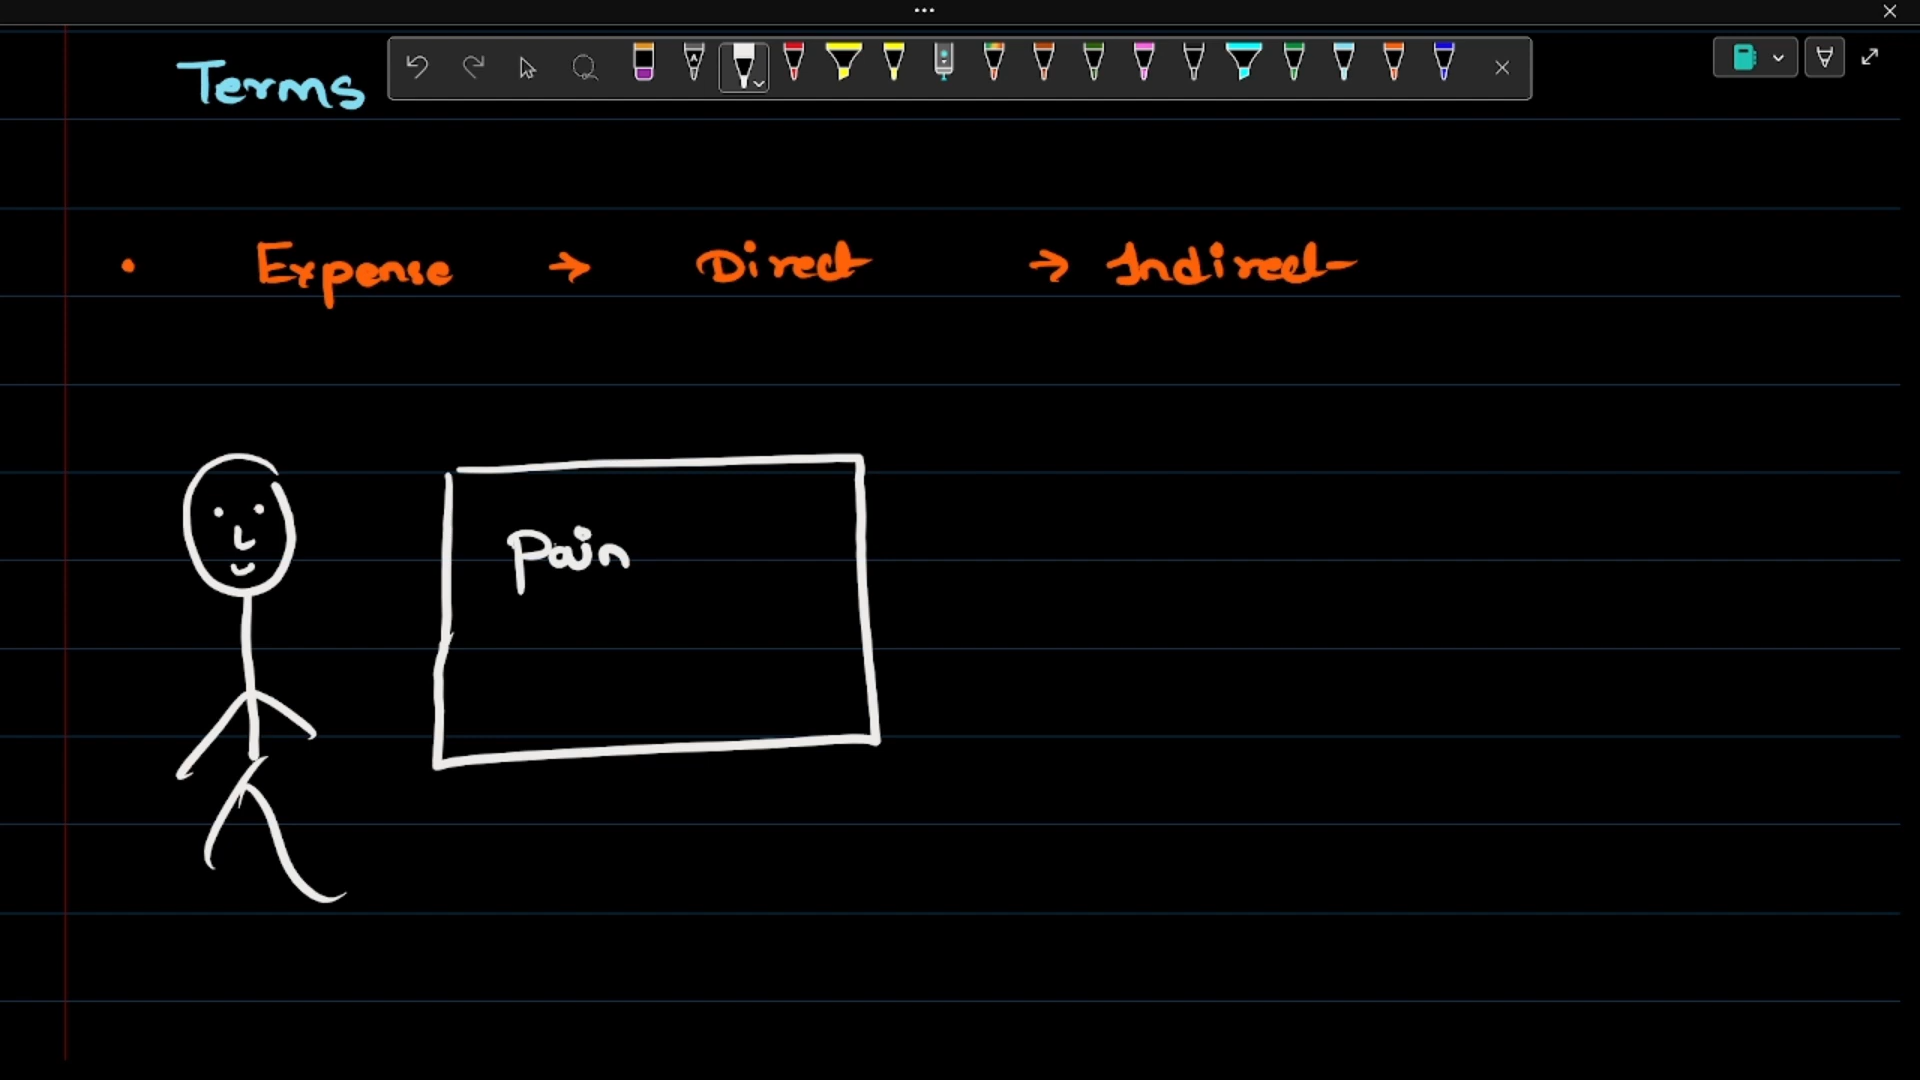 Terms
• Expense → Direct → Indirect
Pain